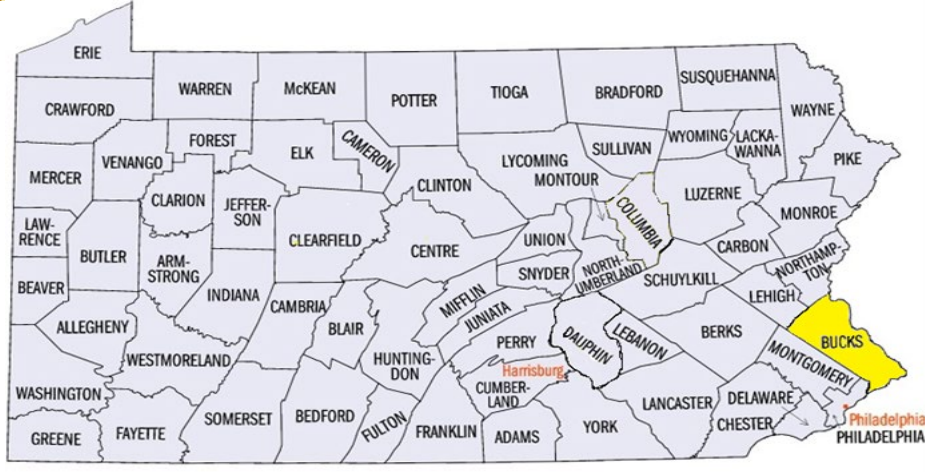 ERIE
CRAWFORD
WARREN
McKEAN
POTTER
TIOGA
BRADFORD
SUSQUEHANNA
WAYNE
FOREST
ELK
CAMERON
MERCER
VENANGO
CLARION
JEFFER-
SON
CLINTON
LYCOMING
MONTOUR
SULLIVAN
WYOMING
LACKA-
WANNA
PIKE
LUZERNE
COLUMBIA
MONROE
LAW-
RENCE
BUTLER
ARM-
STRONG
CLEARFIELD
CENTRE
UNION
SNYDER
NORTH-
UMBERLAND
SCHUYLKILL
CARBON
NORTHAMP-
TON
LEHIGH
BEAVER
ALLEGHENY
INDIANA
CAMBRIA
BLAIR
HUNTING-
DON
MIFFLIN
JUNIATA
PERRY
DAUPHIN
LEBANON
BERKS
BUCKS
MONTGOMERY
WESTMORELAND
WASHINGTON
GREENE
FAYETTE
SOMERSET
BEDFORD
FULTON
FRANKLIN
Harrisburg
CUMBER-
LAND
ADAMS
YORK
LANCASTER
DELAWARE
CHESTER
Philadelphia
PHILADELPHIA